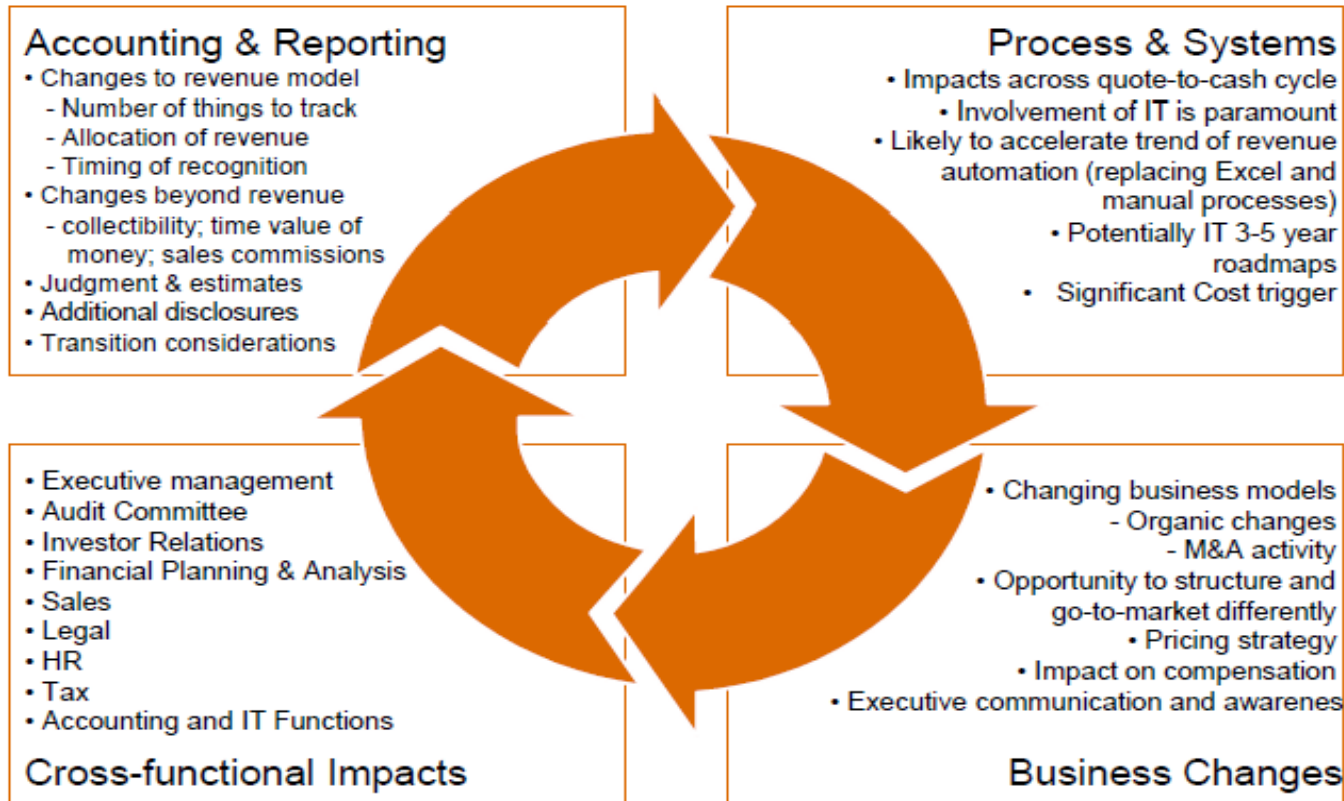 Accounting & Reporting
• Changes to revenue model
- Number of things to track
- Allocation of revenue
- Timing of recognition
• Changes beyond revenue
- collectibility; time value of
money; sales commissions
• Judgment & estimates
• Additional disclosures
• Transition considerations
Process & Systems
• Impacts across quote-to-cash cycle
• Involvement of IT is paramount
• Likely to accelerate trend of revenue
automation (replacing Excel and
manual processes)
• Potentially IT 3-5 year
roadmaps
• Significant Cost trigger
• Executive management
• Audit Committee
• Investor Relations
• Financial Planning & Analysis
• Sales
• Legal
• HR
• Tax
• Accounting and IT Functions
Cross-functional Impacts
• Changing business models
- Organic changes
- M&A activity
• Opportunity to structure and
go-to-market differently
• Pricing strategy
• Impact on compensation
• Executive communication and awarenes
Business Changes